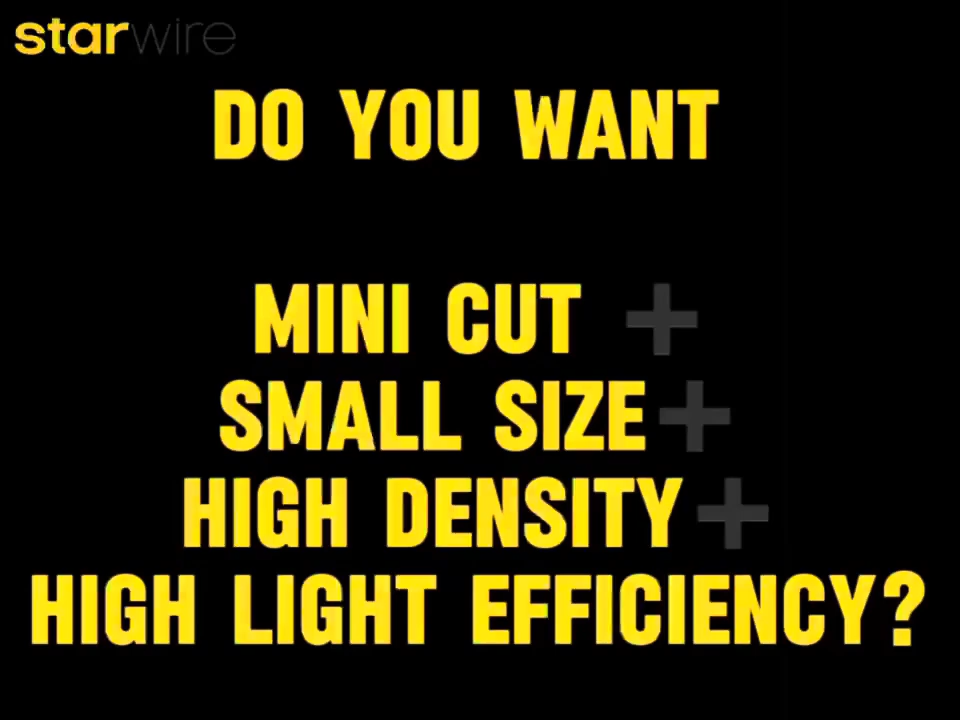 starwire
DO YOU WANT
MINI CUT ➕
SMALL SIZE➕
HIGH DENSITY➕
HIGH LIGHT EFFICIENCY?